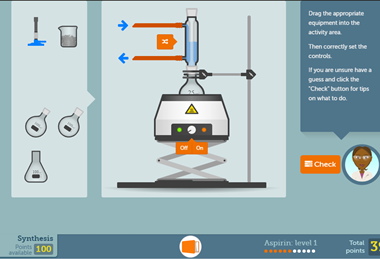 Drag the appropriate
equipment into the
activity area.
Then correctly set the
controls.
If you are unsure have a
guess and click the
"Check" button for tips
on what to do.
Off On
Check
Synthesis
Points
available 100
Aspirin: level 1
Total
points